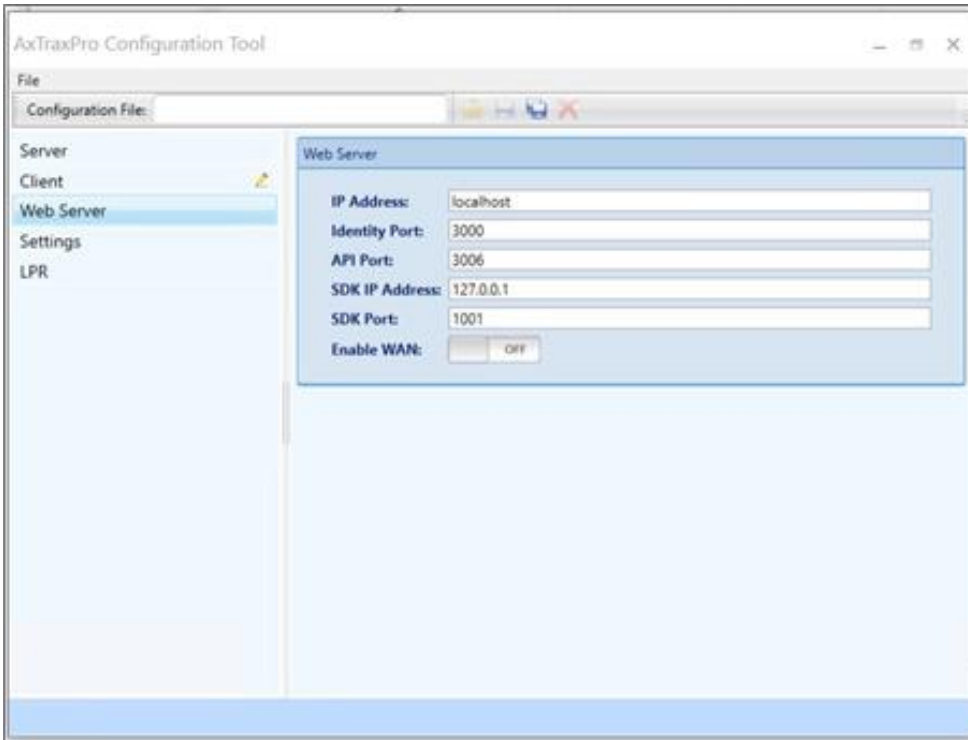 AxTraxPro Configuration Tool
File
Configuration File:
Server
Client
Web Server
Settings
LPR
Web Server
IP Address: localhost
Identity Port: 3000
API Port: 3006
SDK IP Address: 127.0.0.1
SDK Port: 1001
Enable WAN: OFF